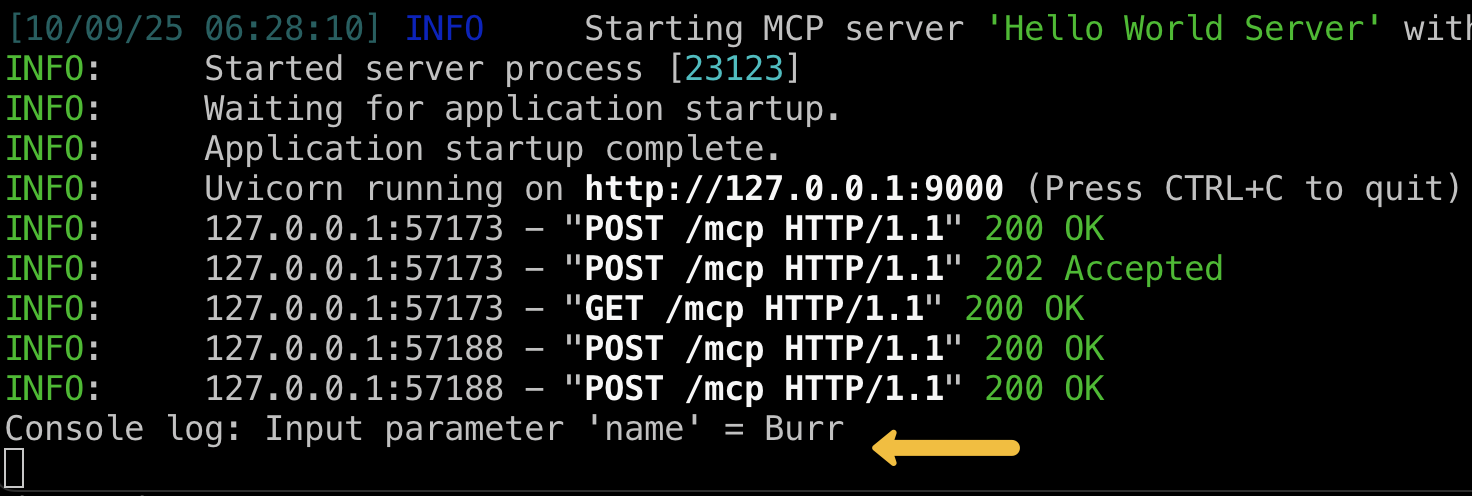 [10/09/25 06:28:10] INFO     Starting MCP server 'Hello World Server' with
INFO:     Started server process [23123]
INFO:     Waiting for application startup.
INFO:     Application startup complete.
INFO:     Uvicorn running on http://127.0.0.1:9000 (Press CTRL+C to quit)
INFO:     127.0.0.1:57173 - "POST /mcp HTTP/1.1" 200 OK
INFO:     127.0.0.1:57173 - "POST /mcp HTTP/1.1" 202 Accepted
INFO:     127.0.0.1:57173 - "GET /mcp HTTP/1.1" 200 OK
INFO:     127.0.0.1:57188 - "POST /mcp HTTP/1.1" 200 OK
INFO:     127.0.0.1:57188 - "POST /mcp HTTP/1.1" 200 OK
Console log: Input parameter 'name' = Burr